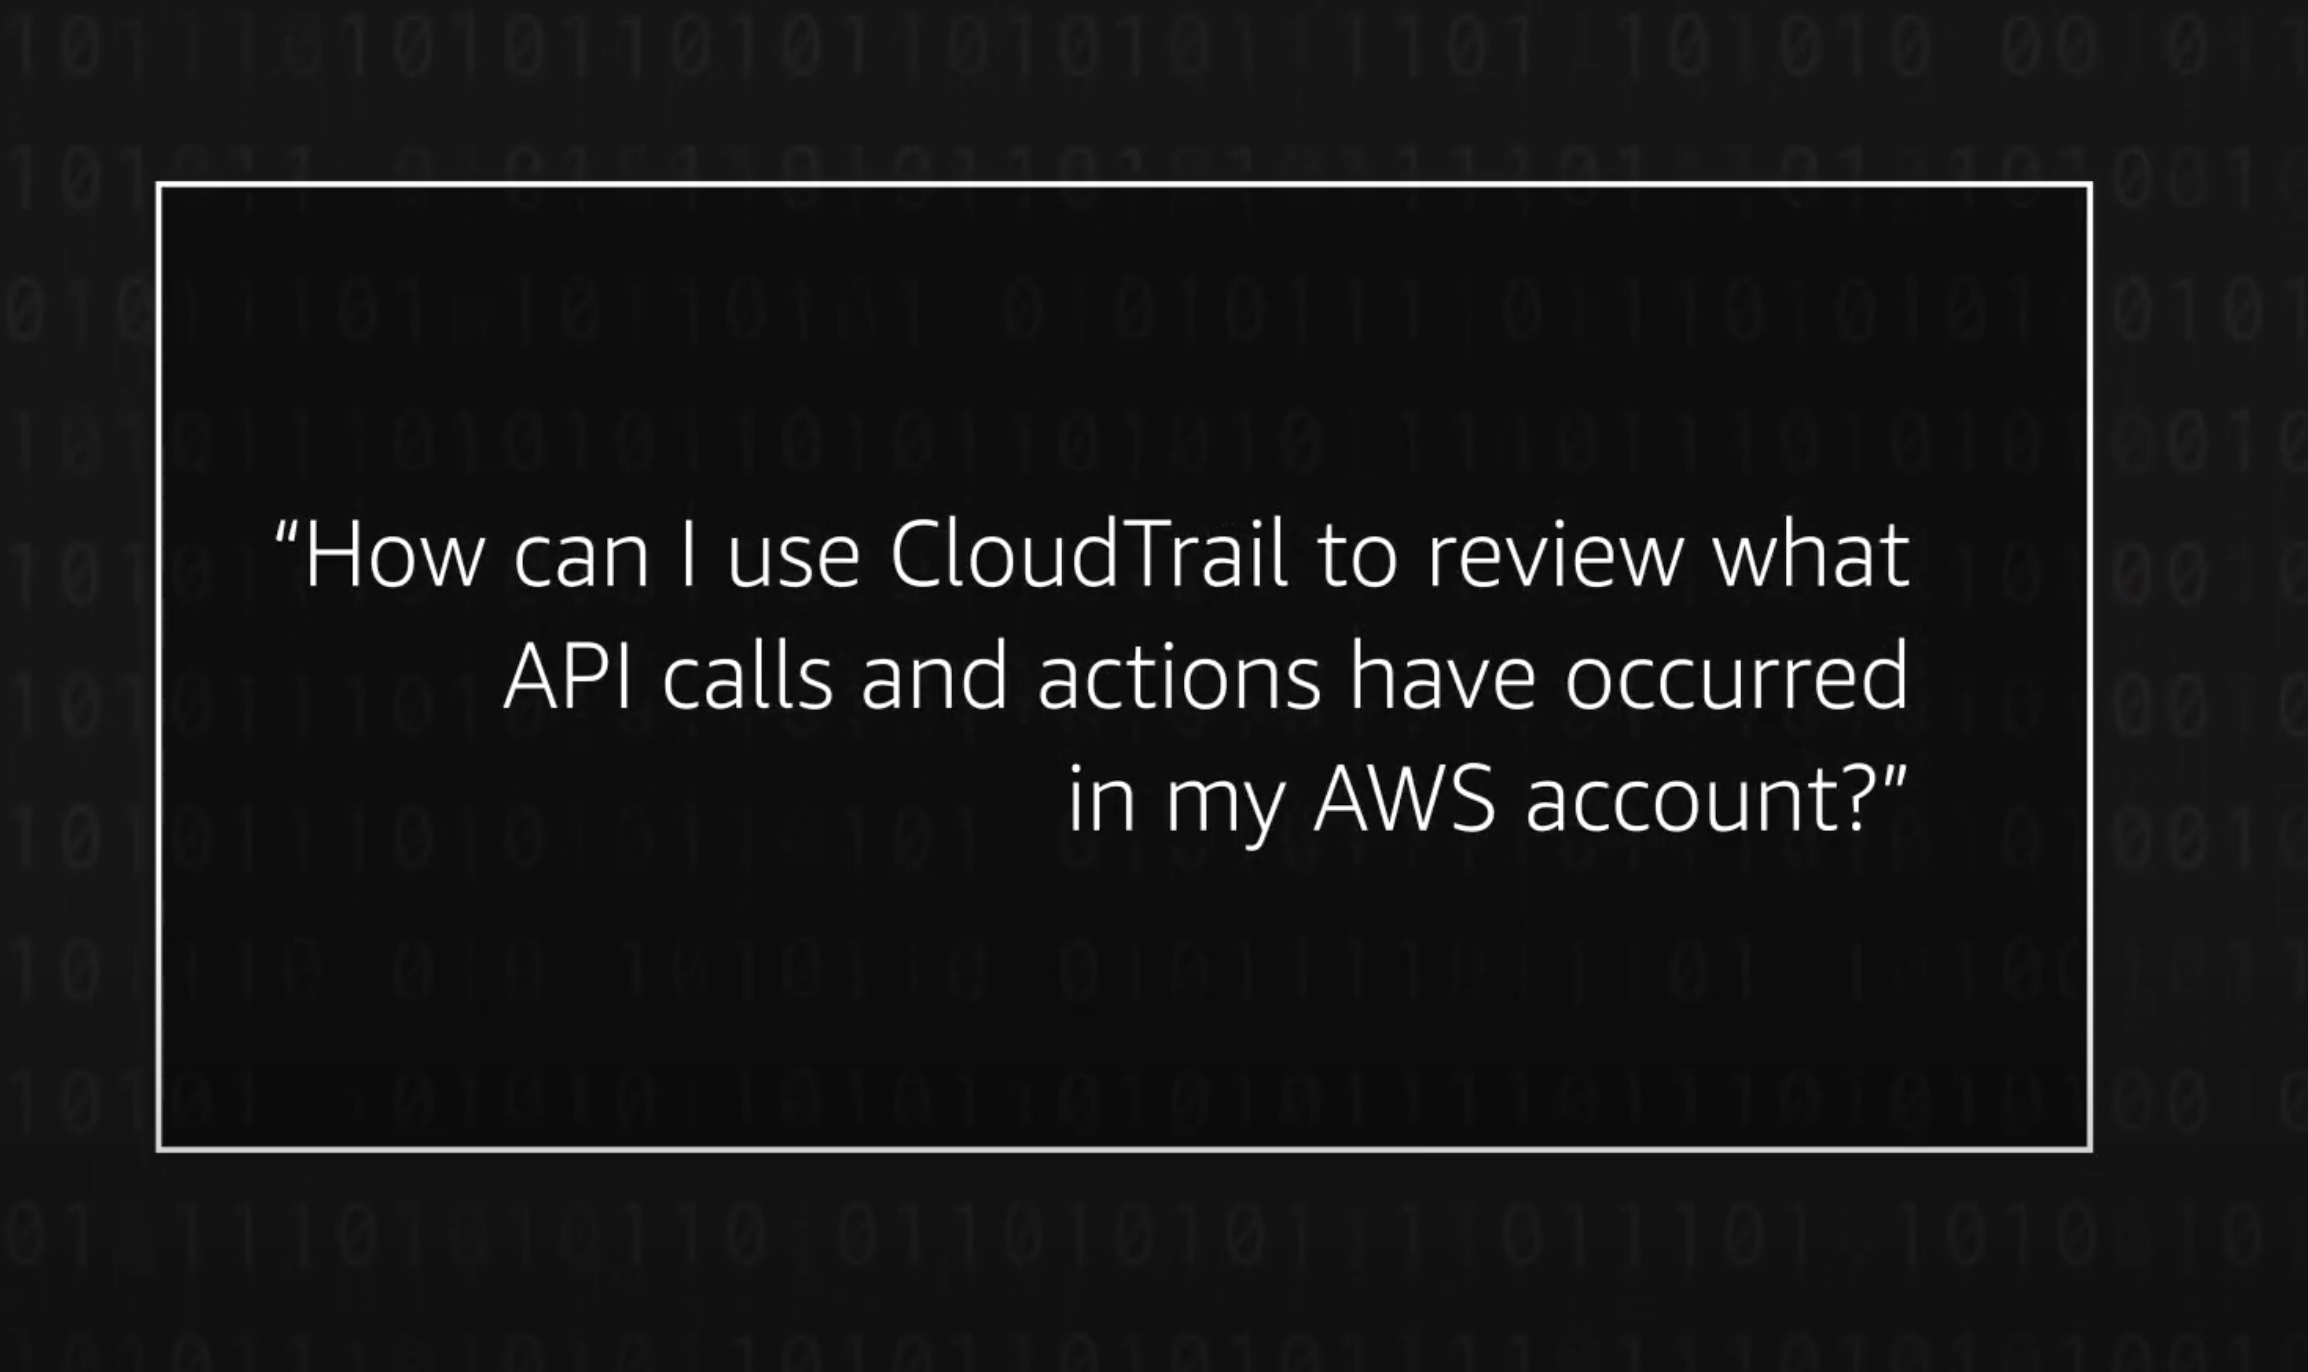 “How can I use CloudTrail to review what
API calls and actions have occurred
in my AWS account?”